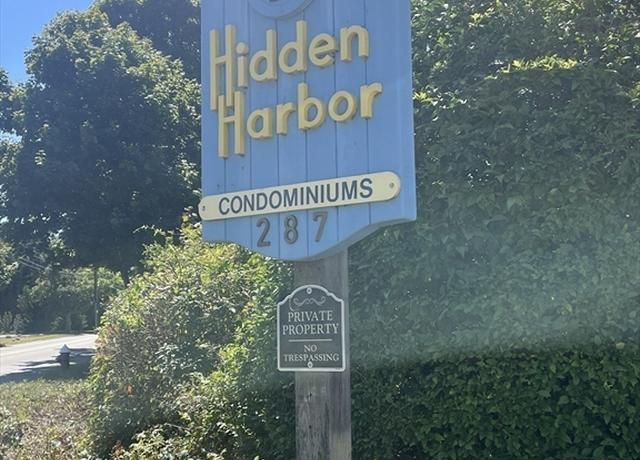 Hidden
Harbor
CONDOMINIUMS
287
PRIVATE
PROPERTY
NO
TRESPASSING